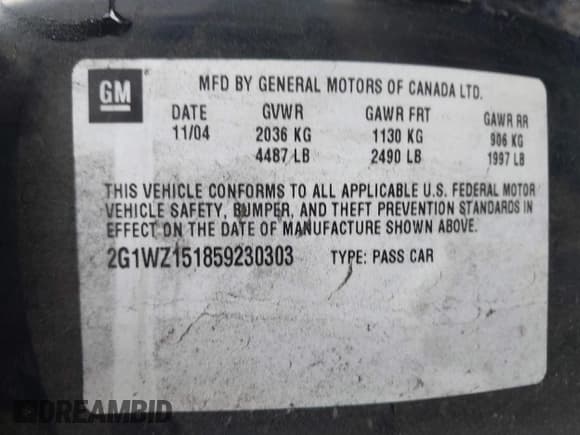 GM
MFD BY GENERAL MOTORS OF CANADA LTD.
DATE GVWR GAWR FRT GAWR RR
11/04 2036 KG 1130 KG 906 KG
4487 LB 2490 LB 1997 LB
THIS VEHICLE CONFORMS TO ALL APPLICABLE U.S. FEDERAL MOTOR
VEHICLE SAFETY, BUMPER, AND THEFT PREVENTION STANDARDS IN
EFFECT ON THE DATE OF MANUFACTURE SHOWN ABOVE.
2G1WZ151859230303 TYPE: PASS CAR
DREAMBID